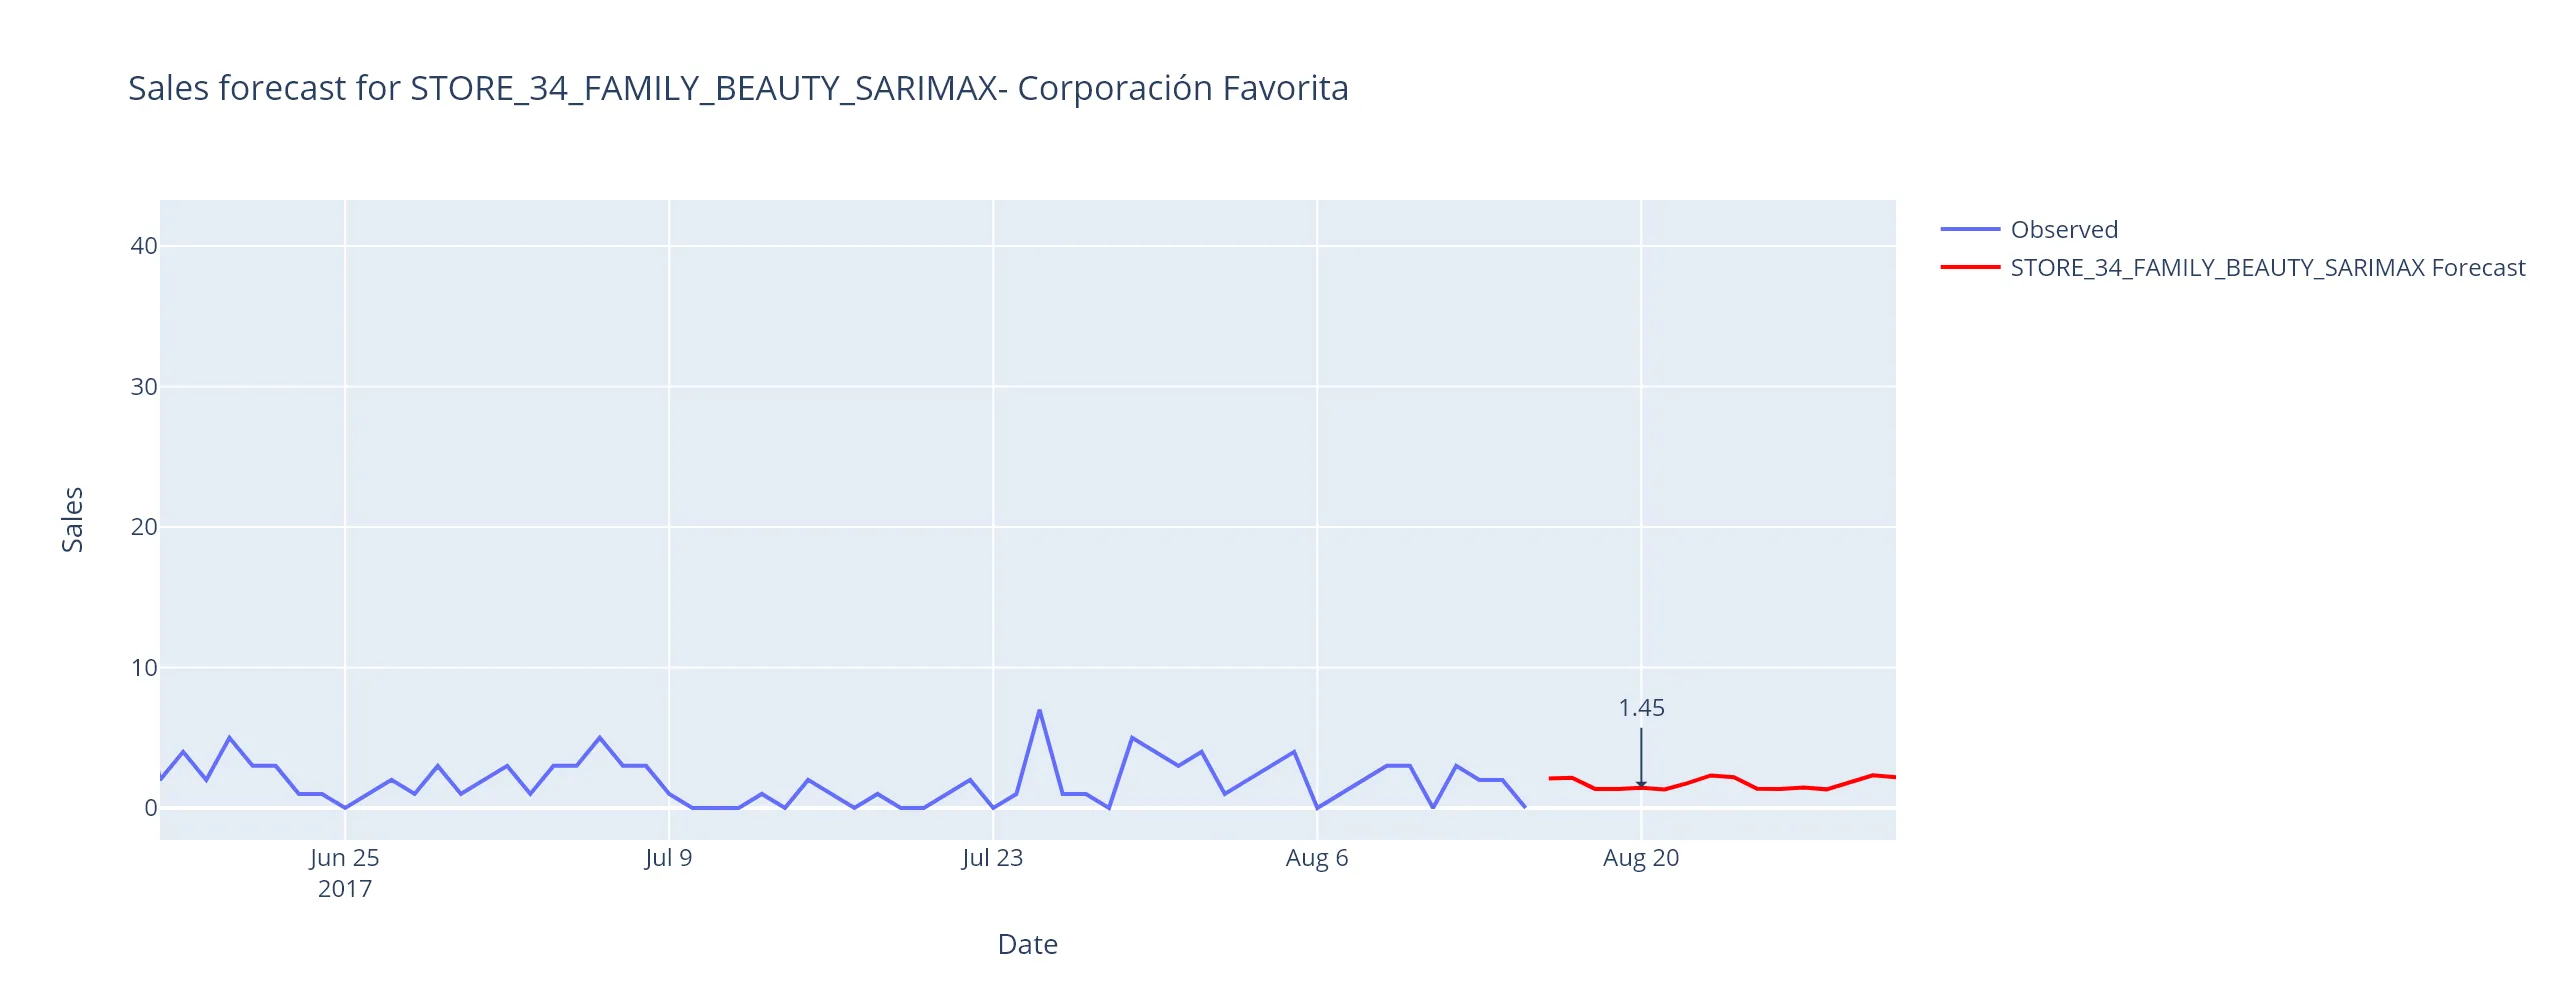 Sales forecast for STORE_34_FAMILY_BEAUTY_SARIMAX- Corporación Favorita
Observed
STORE_34_FAMILY_BEAUTY_SARIMAX Forecast
40
30
20
10
0
Sales
1.45
Jun 25
2017
Jul 9
Jul 23
Aug 6
Aug 20
Date